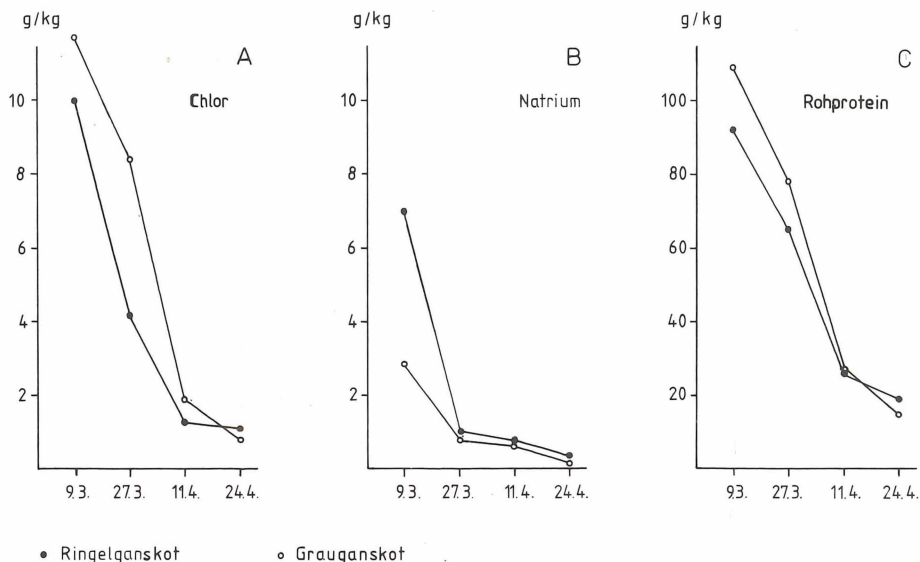 g/kg
A
Chlor
10
8
6
4
2
9.3. 27.3. 11.4. 24.4.
g/kg
B
Natrium
10
8
6
4
2
9.3. 27.3. 11.4. 24.4.
g/kg
C
Rohprotein
100
80
60
40
20
9.3. 27.3. 11.4. 24.4.
Ringelganskot
Grauganskot